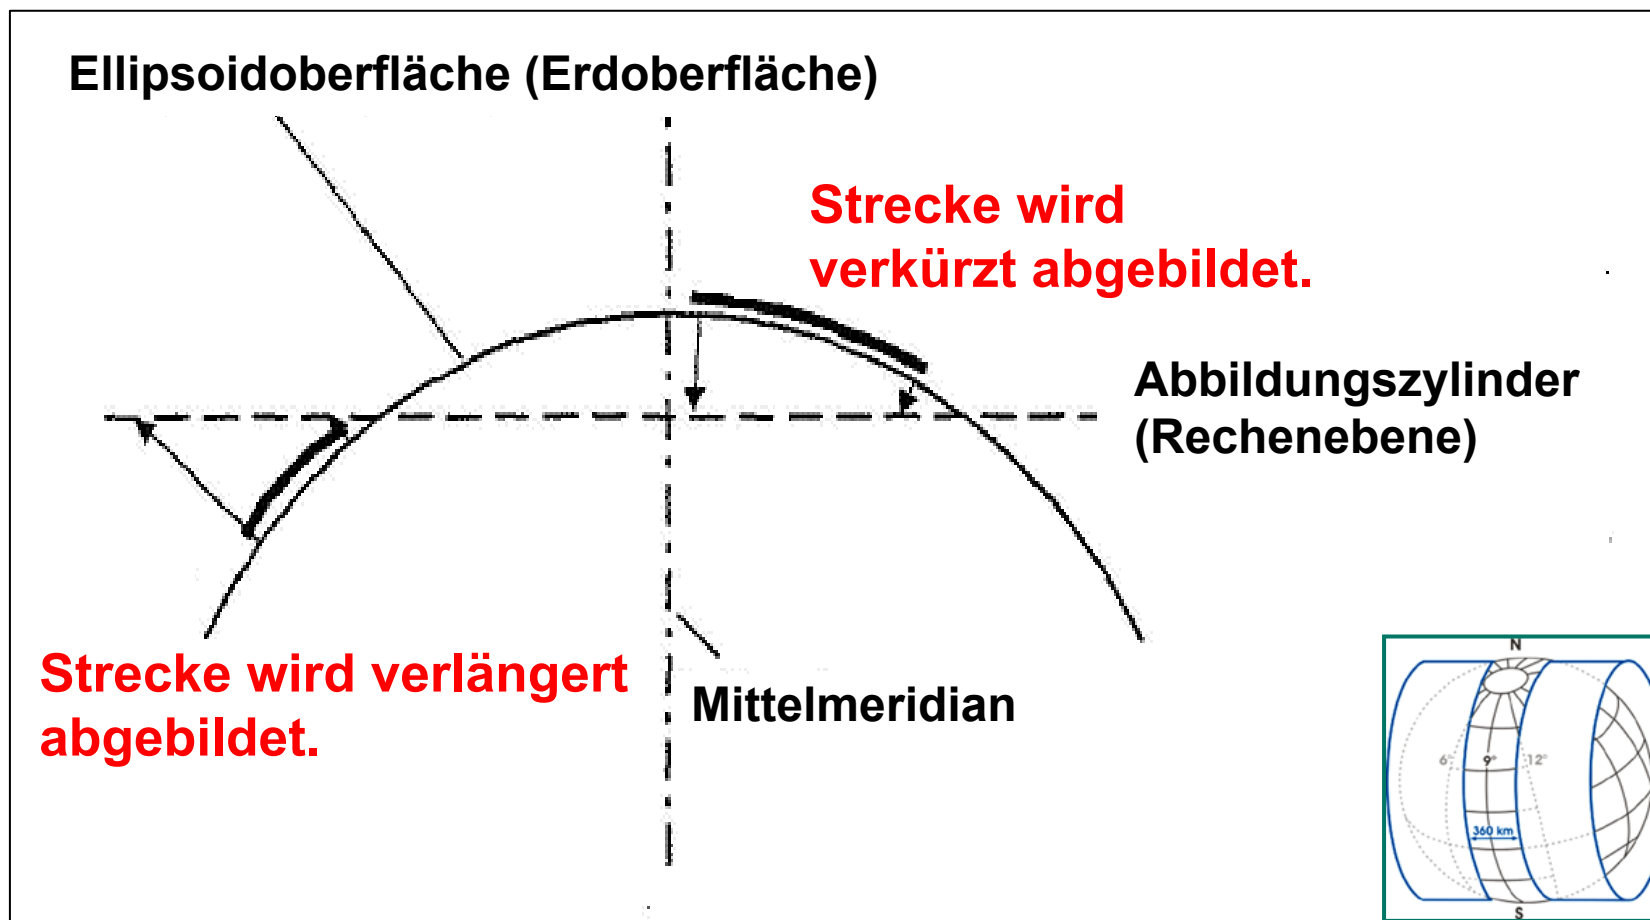 Ellipsoidoberfläche (Erdoberfläche)
Strecke wird
verkürzt abgebildet.
Abbildungszylinder
(Rechenebene)
Strecke wird verlängert
abgebildet.
Mittelmeridian
N
6° 9° 12°
360 km
S